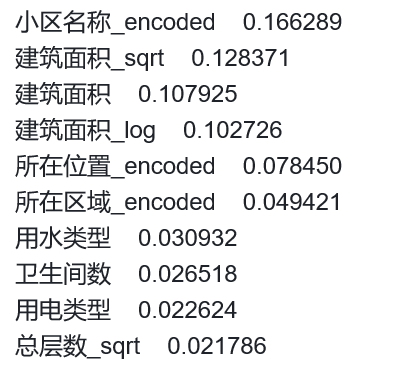 小区名称_encoded 0.166289
建筑面积_sqrt 0.128371
建筑面积 0.107925
建筑面积_log 0.102726
所在位置_encoded 0.078450
所在区域_encoded 0.049421
用水类型 0.030932
卫生间数 0.026518
用电类型 0.022624
总层数_sqrt 0.021786